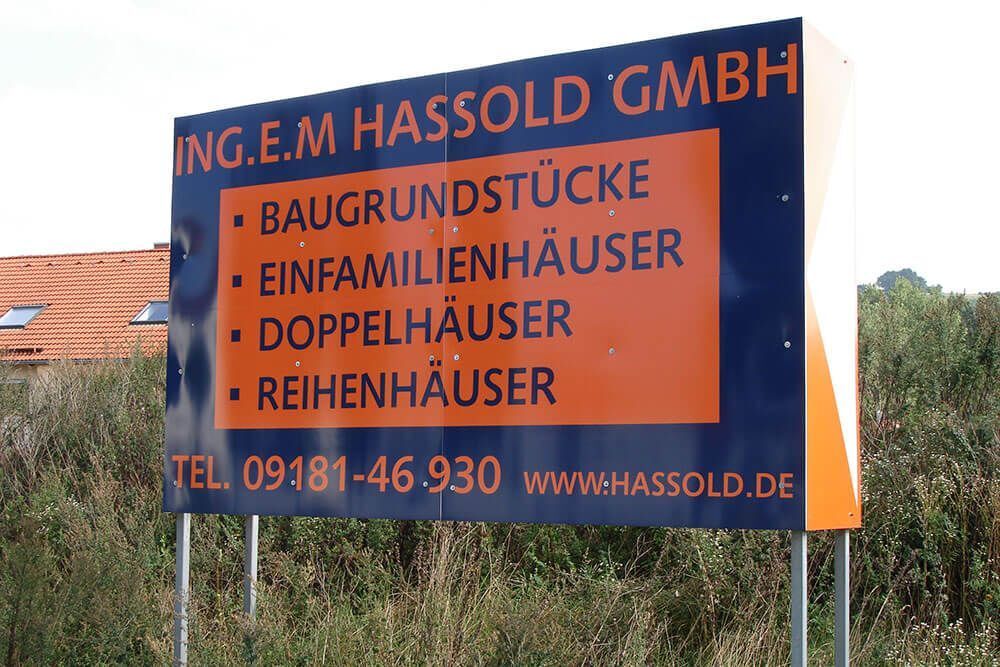 ING.E.M HASSOLD GMBH
▪ BAUGRUNDSTÜCKE
▪ EINFAMILIENHÄUSER
▪ DOPPELHÄUSER
▪ REIHENHÄUSER
TEL. 09181-46 930 WWW.HASSOLD.DE